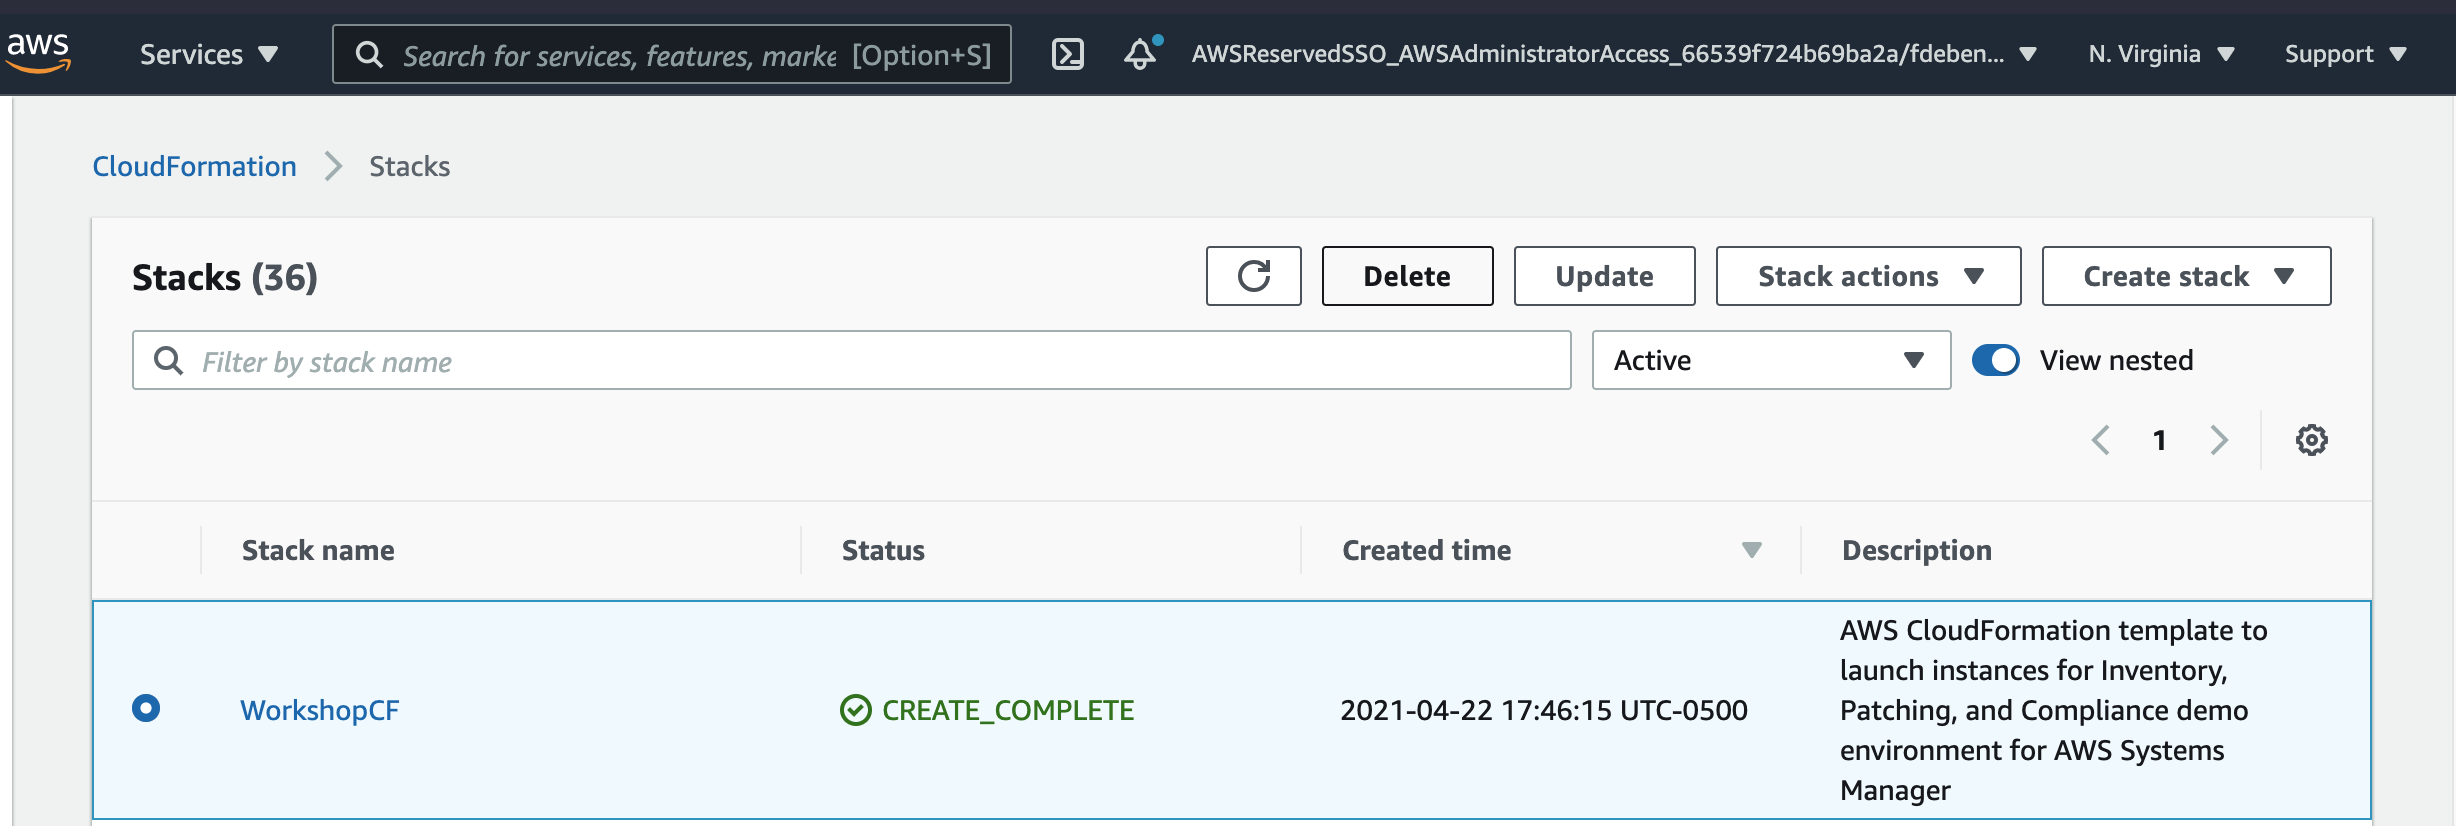 aws
Services
Search for services, features, marke [Option+S]
AWSReservedSSO_AWSAdministratorAccess_66539f724b69ba2a/fdeben...
N. Virginia
Support
CloudFormation
Stacks
Stacks (36)
Delete
Update
Stack actions
Create stack
Filter by stack name
Active
View nested
1
Stack name
Status
Created time
Description
WorkshopCF
CREATE_COMPLETE
2021-04-22 17:46:15 UTC-0500
AWS CloudFormation template to
launch instances for Inventory,
Patching, and Compliance demo
environment for AWS Systems
Manager